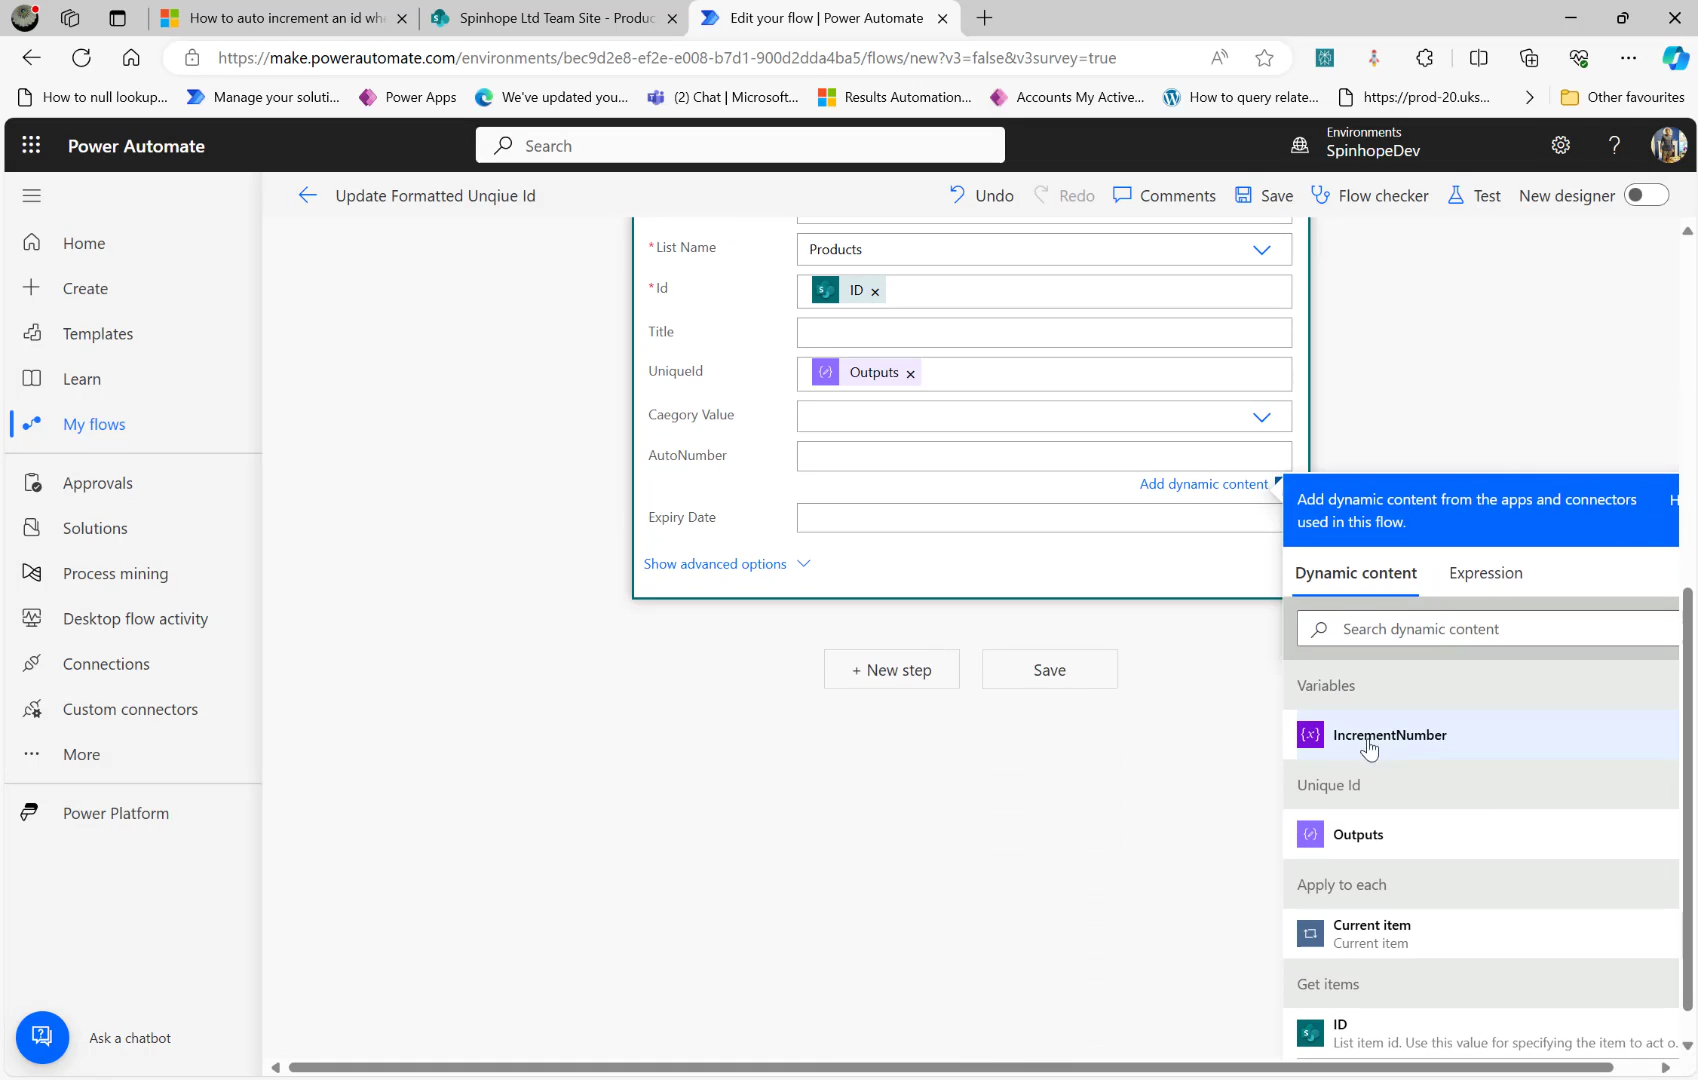 How to auto increment an id whe
Spinhope Ltd Team Site - Produc
Edit your flow | Power Automate
https://make.powerautomate.com/environments/bec9d2e8-ef2e-e008-b7d1-900d2dda4ba5/flows/new?v3=false&v3survey=true
How to null lookup...
Manage your soluti...
Power Apps
We've updated you...
(2) Chat | Microsoft...
Results Automation...
Accounts My Active...
How to query relate...
https://prod-20.uks...
Other favourites
Power Automate
Search
Environments
SpinhopeDev
Update Formatted Unqiue Id
Undo
Redo
Comments
Save
Flow checker
Test
New designer
Home
Create
Templates
Learn
My flows
Approvals
Solutions
Process mining
Desktop flow activity
Connections
Custom connectors
More
Power Platform
Ask a chatbot
* List Name
Products
* Id
ID
Title
UniqueId
Outputs
Caegory Value
AutoNumber
Add dynamic content
Expiry Date
Show advanced options
+ New step
Save
Add dynamic content from the apps and connectors
used in this flow.
Dynamic content
Expression
Search dynamic content
Variables
IncrementNumber
Unique Id
Outputs
Apply to each
Current item
Current item
Get items
ID
List item id. Use this value for specifying the item to act o.